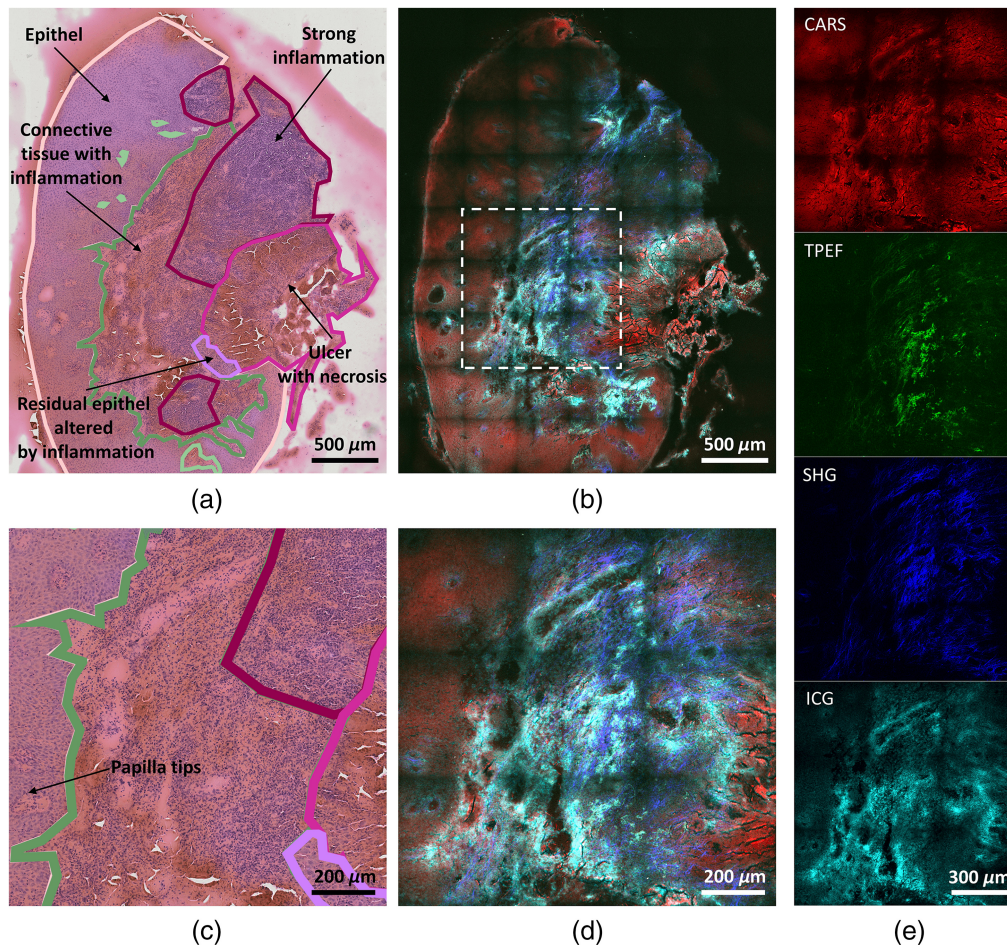 Epithel
Strong
inflammation
Connective
tissue with
inflammation
Ulcer
with necrosis
Residual epithel
altered
by inflammation
500 μm
(a)
500 μm
(b)
Papilla tips
200 μm
(c)
200 μm
(d)
CARS
TPEF
SHG
ICG
300 μm
(e)